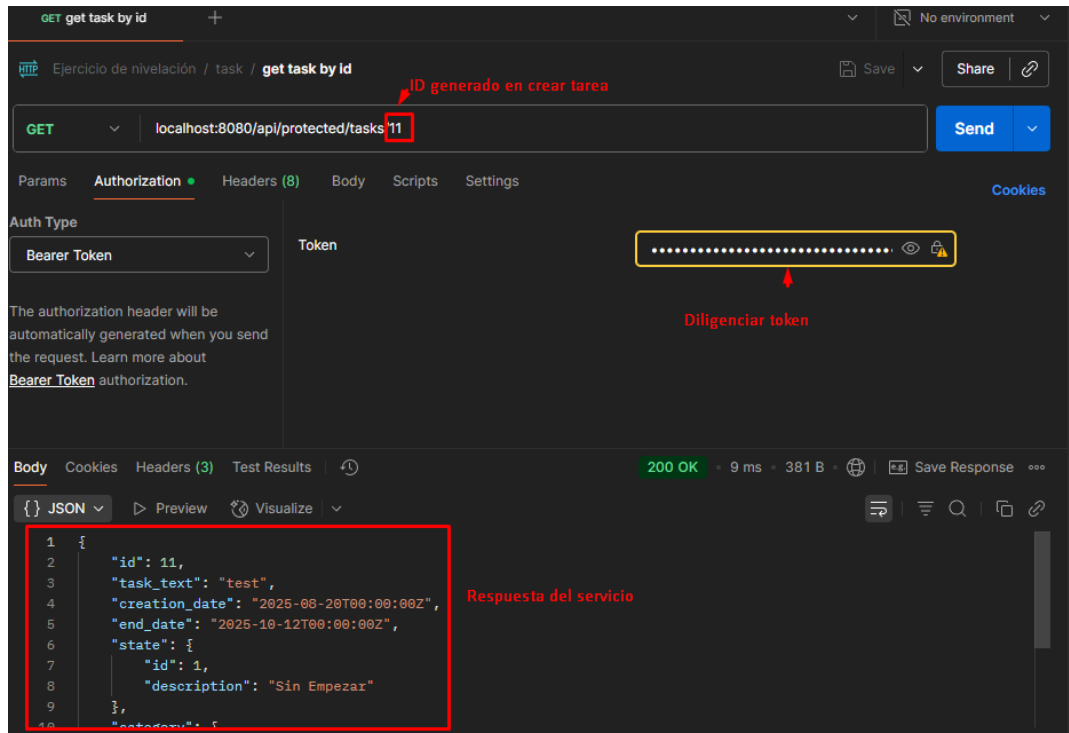 GET get task by id
No environment
HTTP Ejercicio de nivelación / task / get task by id
Save
Share
ID generado en crear tarea
GET
localhost:8080/api/protected/tasks/11
Send
Params Authorization Headers (8) Body Scripts Settings
Cookies
Auth Type
Bearer Token
Token
Diligenciar token
The authorization header will be
automatically generated when you send
the request. Learn more about
Bearer Token authorization.
Body Cookies Headers (3) Test Results
200 OK 9 ms 381 B
e.g. Save Response
{} JSON Preview Visualize
1 {
2 "id": 11,
3 "task_text": "test",
4 "creation_date": "2025-08-20T00:00:00Z",
5 "end_date": "2025-10-12T00:00:00Z",
6 "state": {
7 "id": 1,
8 "description": "Sin Empezar"
9 },
10 "category": {
Respuesta del servicio